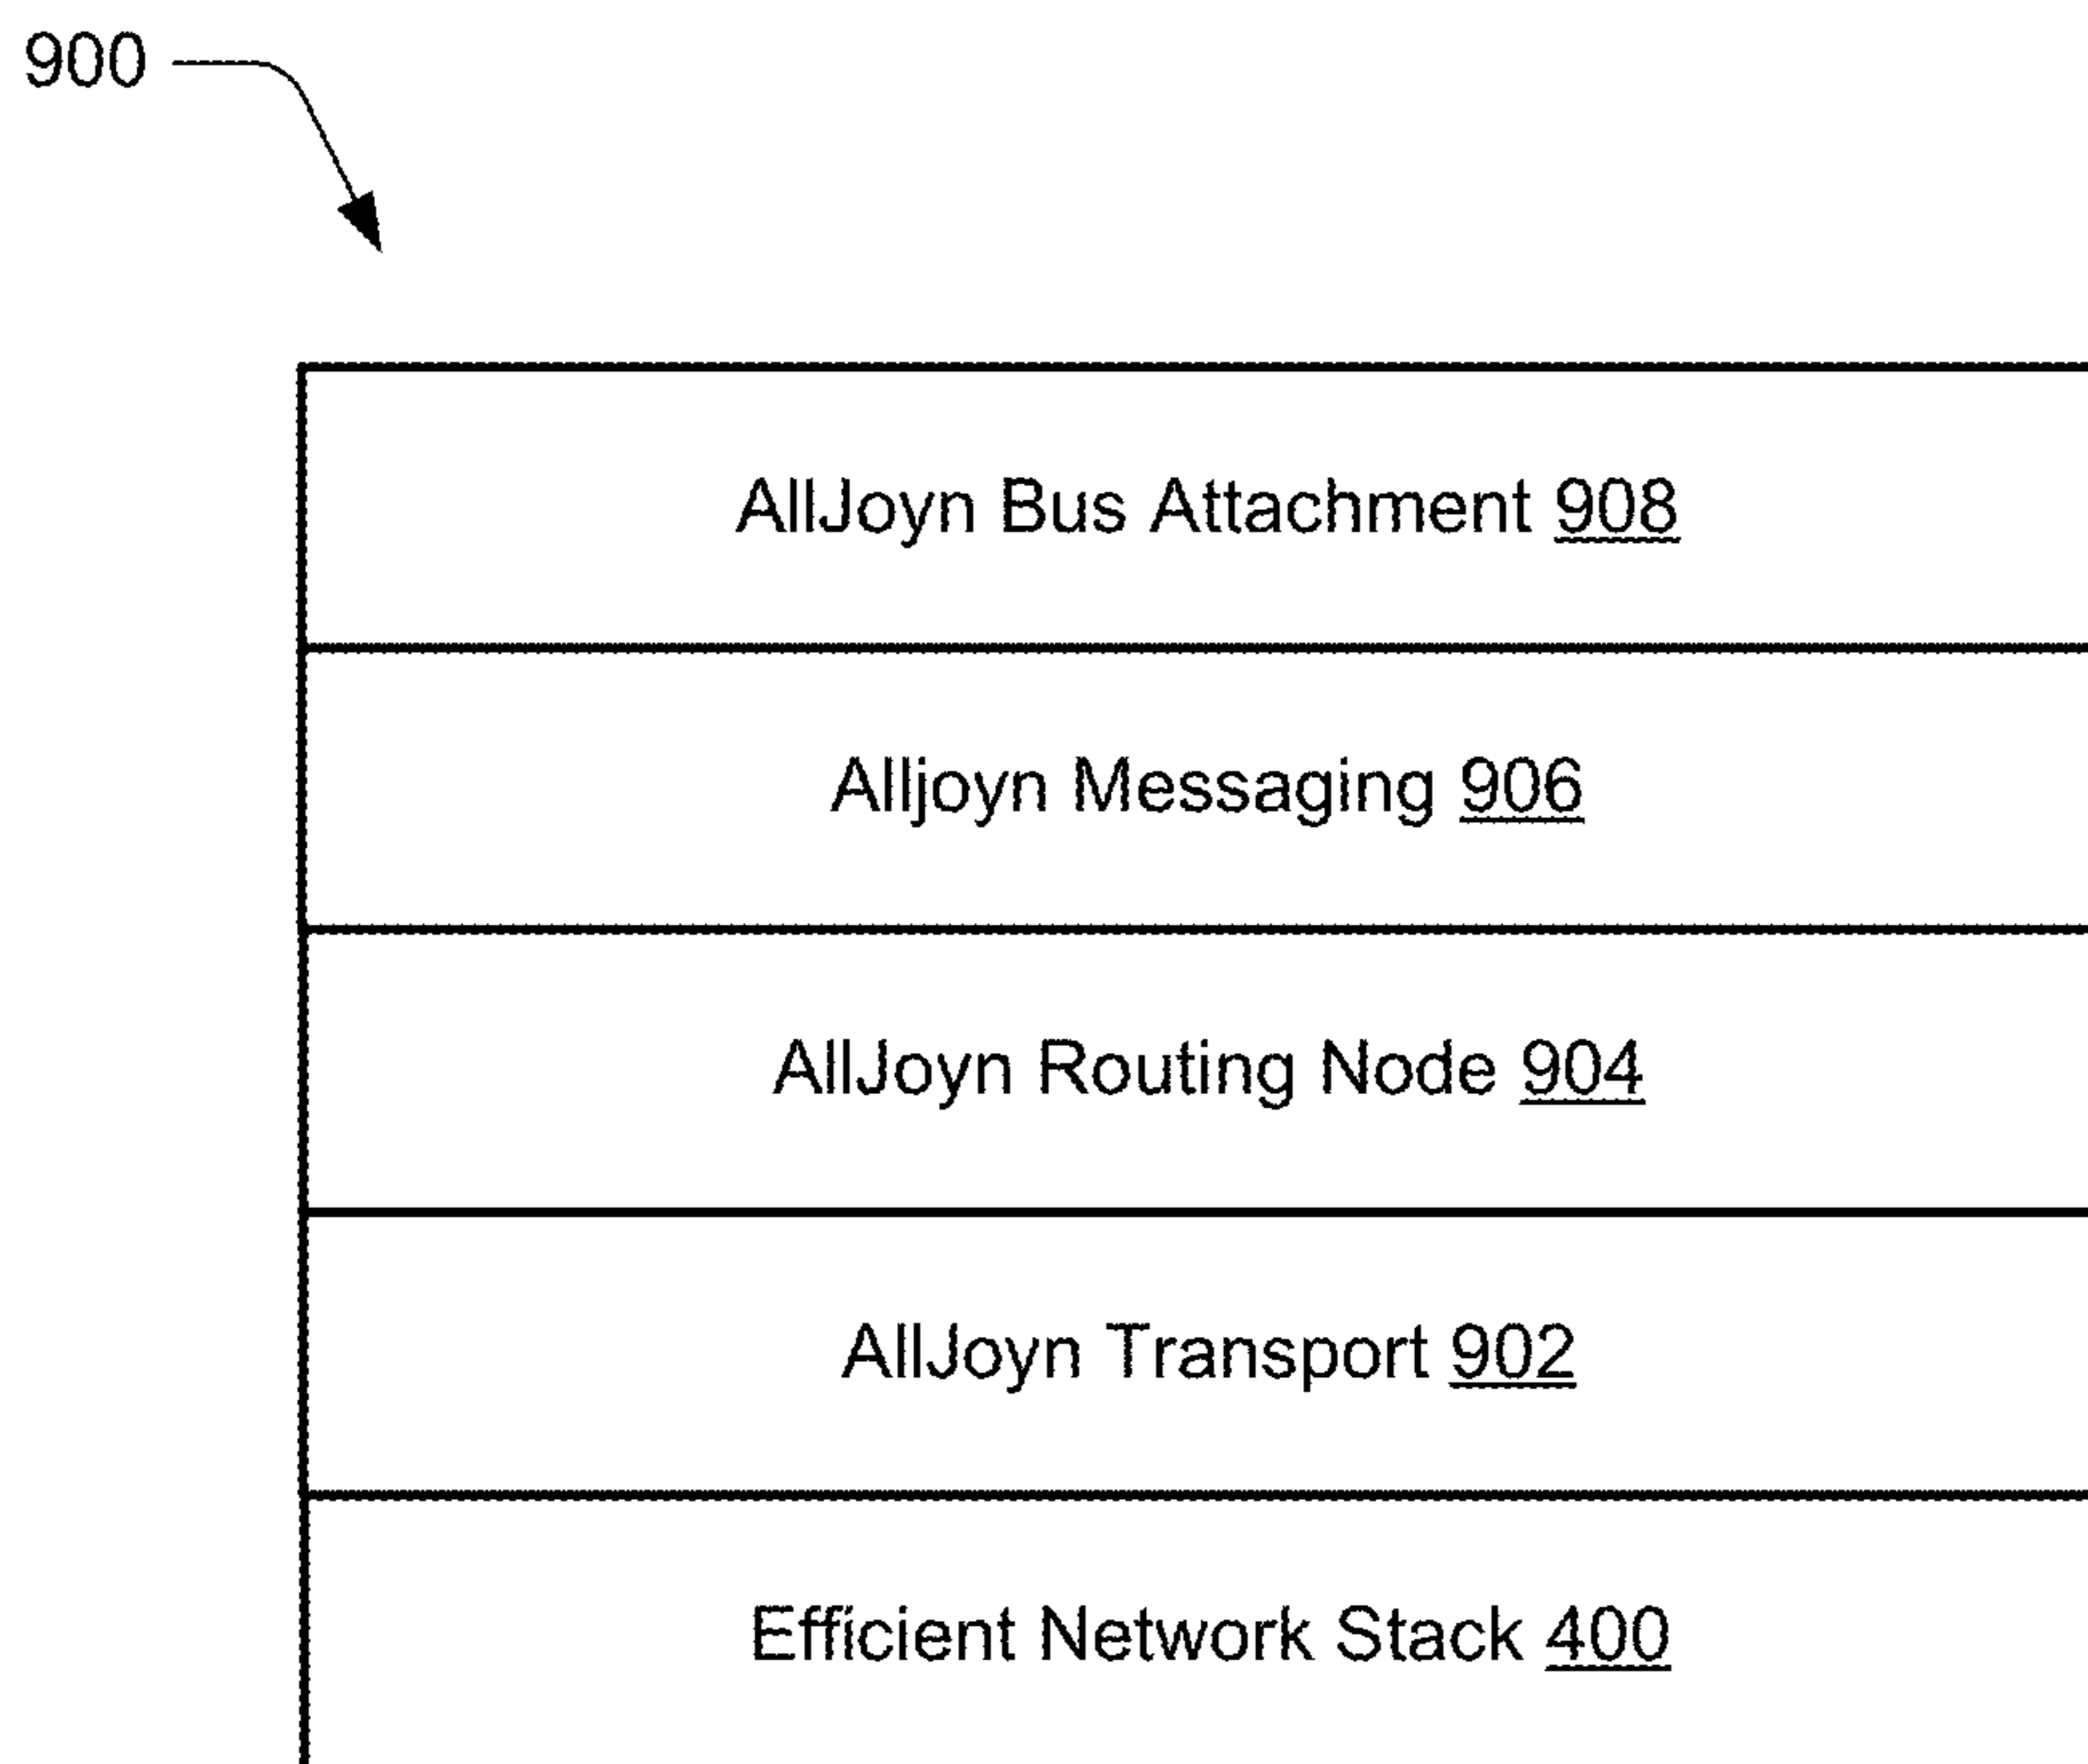 900
AllJoyn Bus Attachment 908
Alljoyn Messaging 906
AllJoyn Routing Node 904
AllJoyn Transport 902
Efficient Network Stack 400